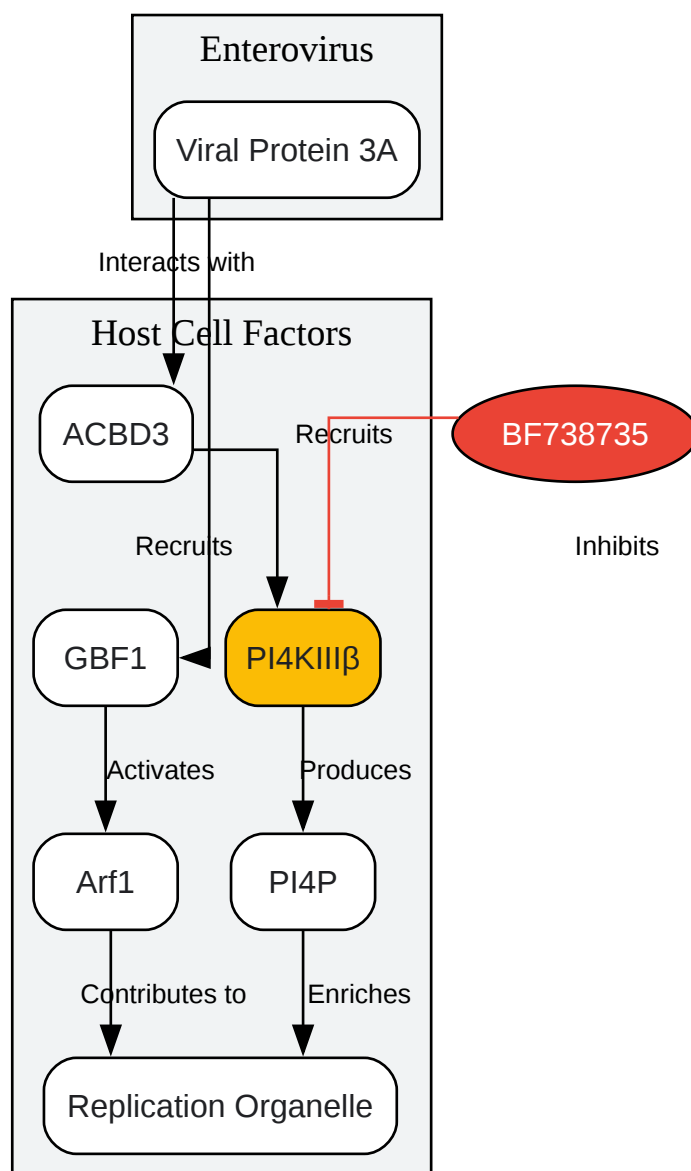 Enterovirus
Viral Protein 3A
Interacts with
Host Cell Factors
ACBD3
Recruits
BF738735
Recruits
Inhibits
GBF1
PI4KIIIβ
Activates
Produces
Arf1
PI4P
Contributes to
Enriches
Replication Organelle